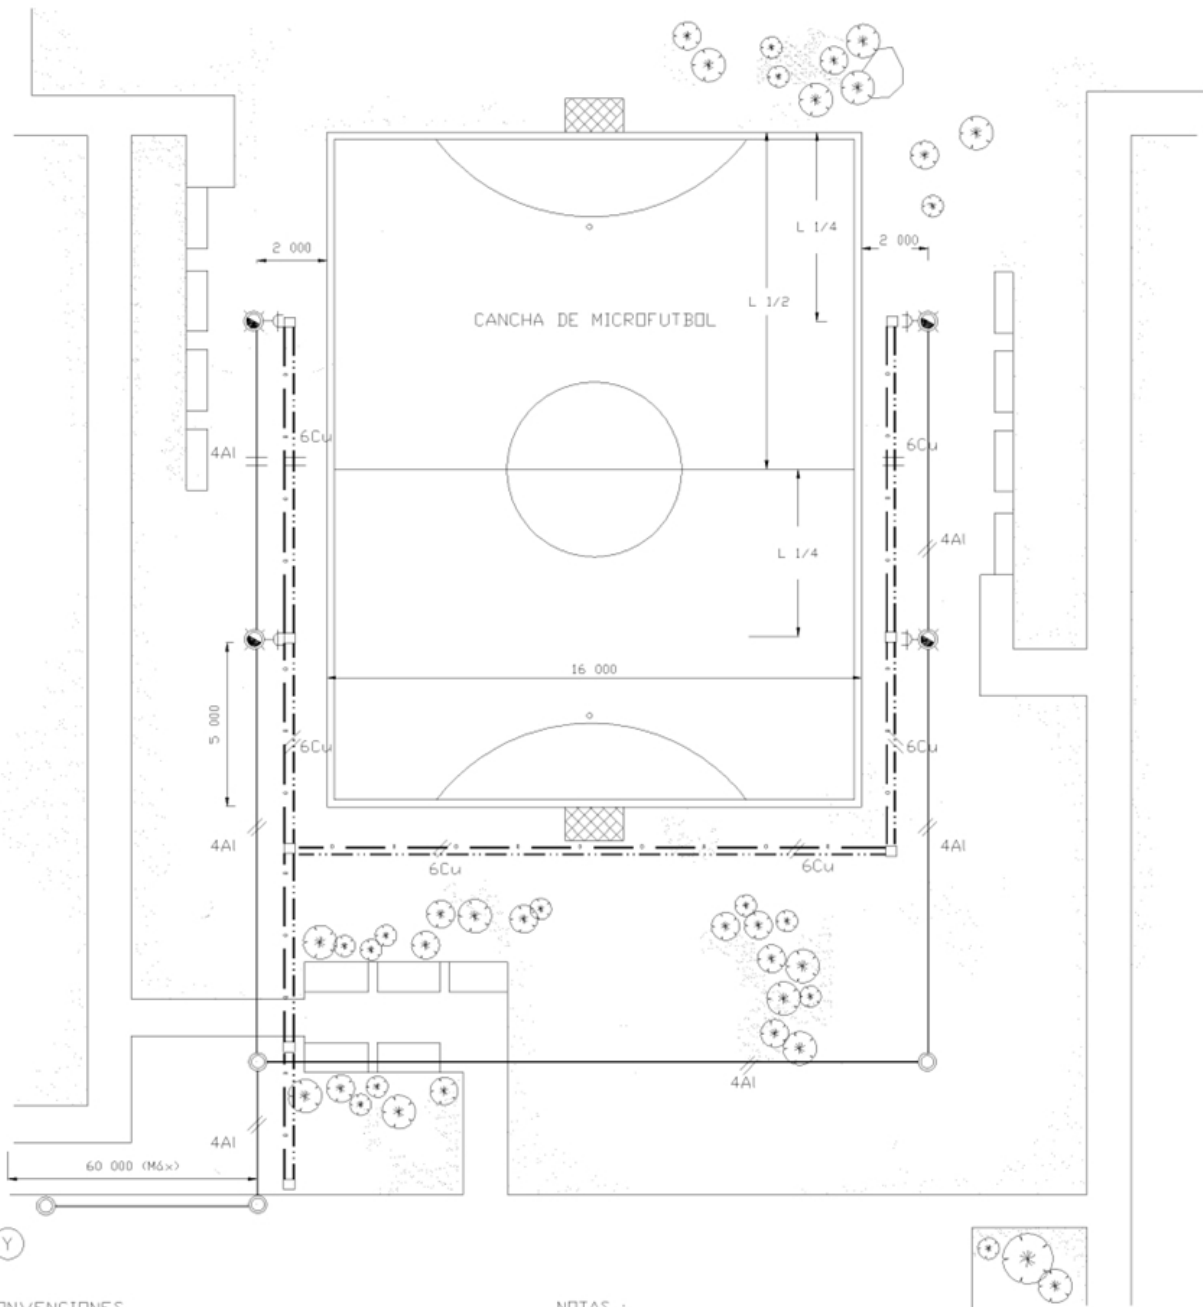 L 1/4
2 000
2 000
L 1/2
CANCHA DE MICROFUTBOL
6Cu
4Al
6Cu
4Al
L 1/4
16 000
5 000
6Cu
6Cu
4Al
4Al
6Cu
6Cu
4Al
4Al
60 000 (Máx)
Y